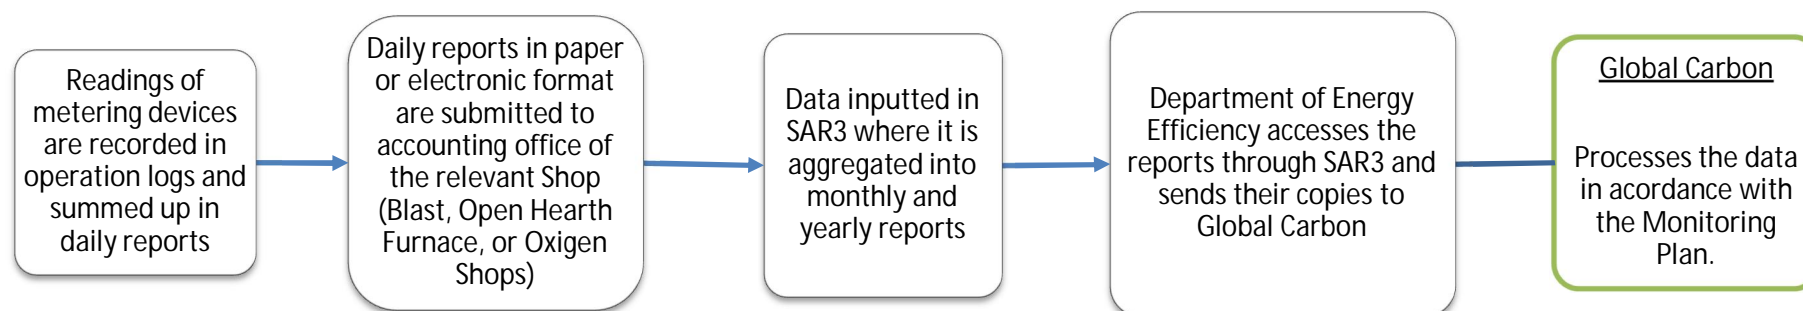 Readings of
metering devices
are recorded in
operation logs and
summed up in
daily reports
Daily reports in paper
or electronic format
are submitted to
accounting office of
the relevant Shop
(Blast, Open Hearth
Furnace, or Oxigen
Shops)
Data inputted in
SAR3 where it is
aggregated into
monthly and
yearly reports
Department of Energy
Efficiency accesses the
reports through SAR3 and
sends their copies to
Global Carbon
Global Carbon
Processes the data
in acordance with
the Monitoring
Plan.